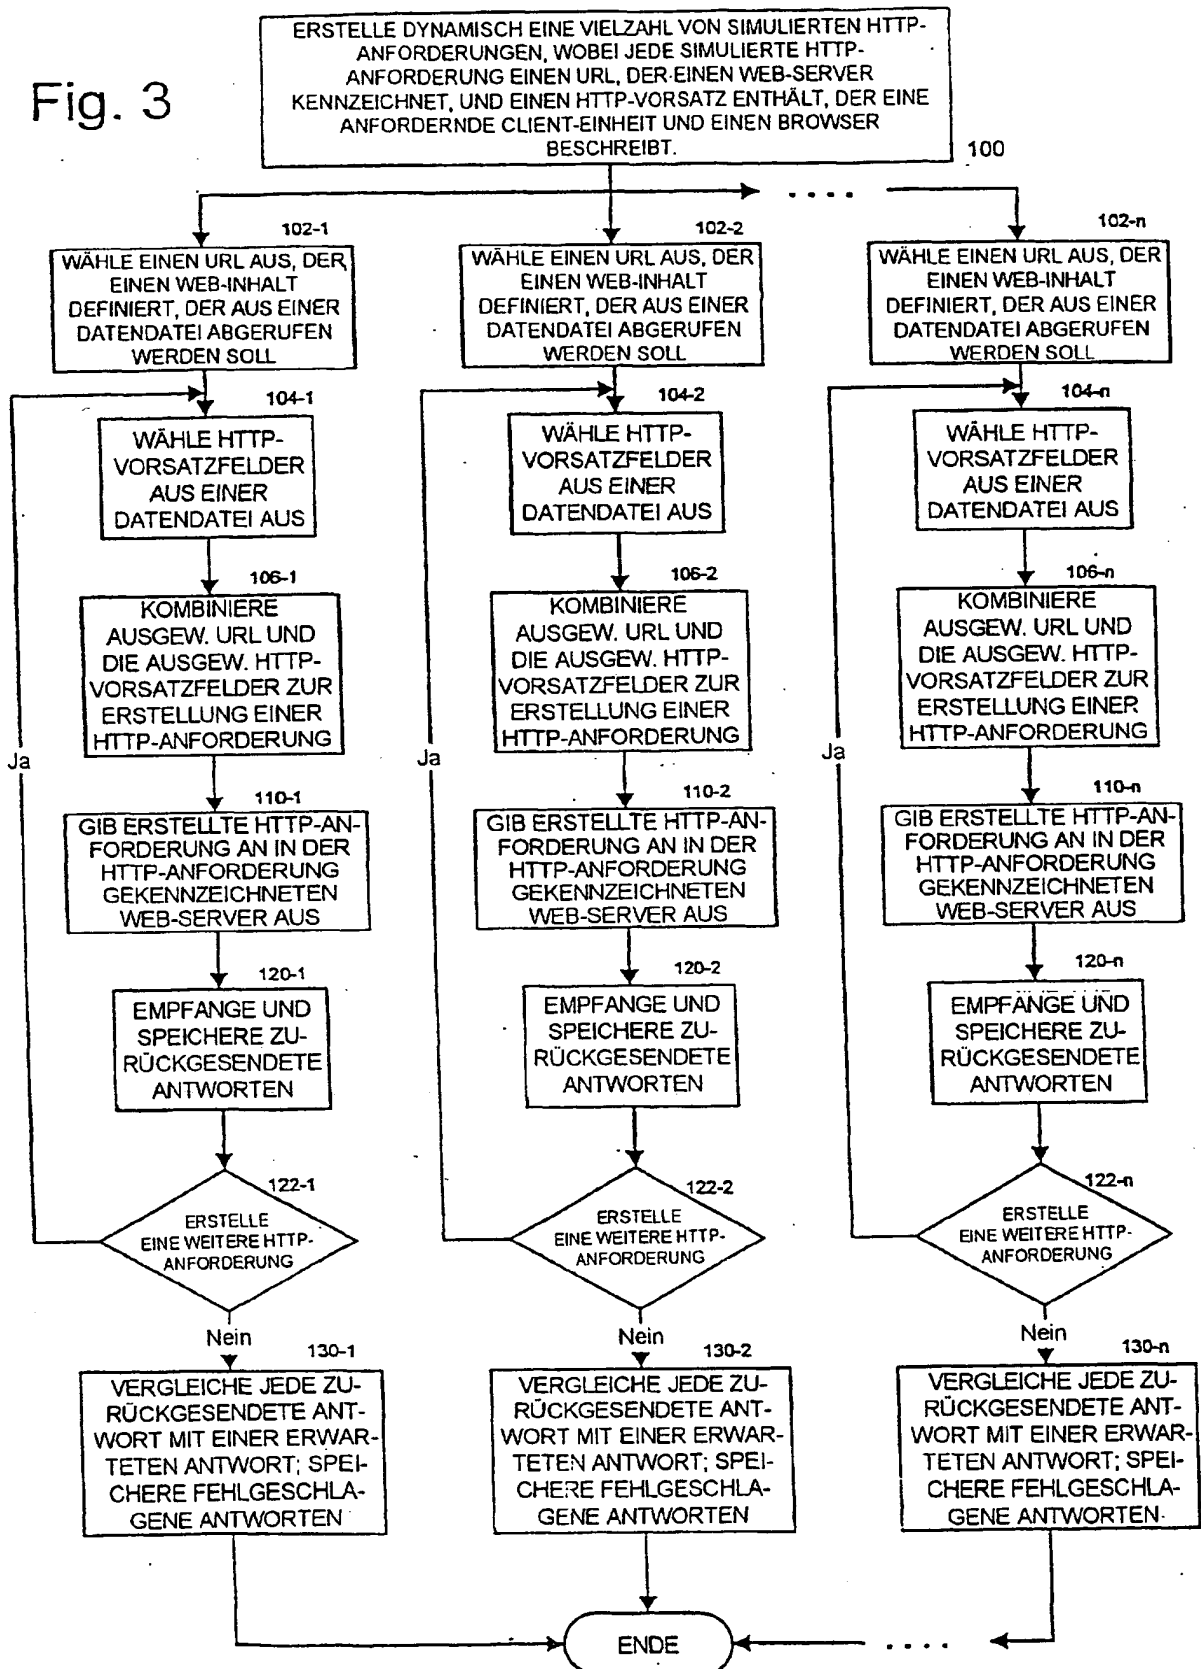 Fig. 3
ERSTELLE DYNAMISCH EINE VIELZAHL VON SIMULIERTEN HTTP-
ANFORDERUNGEN, WOBEI JEDE SIMULIERTE HTTP-
ANFORDERUNG EINEN URL, DER EINEN WEB-SERVER
KENNZEICHNET, UND EINEN HTTP-VORSATZ ENTHÄLT, DER EINE
ANFORDERNDE CLIENT-EINHEIT UND EINEN BROWSER
BESCHREIBT.
100
102-1
WÄHLE EINEN URL AUS, DER
EINEN WEB-INHALT
DEFINIERT, DER AUS EINER
DATENDATEI ABGERUFEN
WERDEN SOLL
104-1
WÄHLE HTTP-
VORSATZFELDER
AUS EINER
DATENDATEI AUS
106-1
KOMBINIERE
AUSGEW. URL UND
DIE AUSGEW. HTTP-
VORSATZFELDER ZUR
ERSTELLUNG EINER
HTTP-ANFORDERUNG
Ja
110-1
GIB ERSTELLTE HTTP-AN-
FORDERUNG AN IN DER
HTTP-ANFORDERUNG
GEKENNZEICHNETEN
WEB-SERVER AUS
120-1
EMPFANGE UND
SPEICHERE ZU-
RÜCKGESENDETE
ANTWORTEN
122-1
ERSTELLE
EINE WEITERE HTTP-
ANFORDERUNG
Nein
130-1
VERGLEICHE JEDE ZU-
RÜCKGESENDETE ANT-
WORT MIT EINER ERWAR-
TETEN ANTWORT; SPEI-
CHERE FEHLGESCHLA-
GENE ANTWORTEN
102-2
WÄHLE EINEN URL AUS, DER
EINEN WEB-INHALT
DEFINIERT, DER AUS EINER
DATENDATEI ABGERUFEN
WERDEN SOLL
104-2
WÄHLE HTTP-
VORSATZFELDER
AUS EINER
DATENDATEI AUS
106-2
KOMBINIERE
AUSGEW. URL UND
DIE AUSGEW. HTTP-
VORSATZFELDER ZUR
ERSTELLUNG EINER
HTTP-ANFORDERUNG
Ja
110-2
GIB ERSTELLTE HTTP-AN-
FORDERUNG AN IN DER
HTTP-ANFORDERUNG
GEKENNZEICHNETEN
WEB-SERVER AUS
120-2
EMPFANGE UND
SPEICHERE ZU-
RÜCKGESENDETE
ANTWORTEN
122-2
ERSTELLE
EINE WEITERE HTTP-
ANFORDERUNG
Nein
130-2
VERGLEICHE JEDE ZU-
RÜCKGESENDETE ANT-
WORT MIT EINER ERWAR-
TETEN ANTWORT; SPEI-
CHERE FEHLGESCHLA-
GENE ANTWORTEN
102-n
WÄHLE EINEN URL AUS, DER
EINEN WEB-INHALT
DEFINIERT, DER AUS EINER
DATENDATEI ABGERUFEN
WERDEN SOLL
104-n
WÄHLE HTTP-
VORSATZFELDER
AUS EINER
DATENDATEI AUS
106-n
KOMBINIERE
AUSGEW. URL UND
DIE AUSGEW. HTTP-
VORSATZFELDER ZUR
ERSTELLUNG EINER
HTTP-ANFORDERUNG
Ja
110-n
GIB ERSTELLTE HTTP-AN-
FORDERUNG AN IN DER
HTTP-ANFORDERUNG
GEKENNZEICHNETEN
WEB-SERVER AUS
120-n
EMPFANGE UND
SPEICHERE ZU-
RÜCKGESENDETE
ANTWORTEN
122-n
ERSTELLE
EINE WEITERE HTTP-
ANFORDERUNG
Nein
130-n
VERGLEICHE JEDE ZU-
RÜCKGESENDETE ANT-
WORT MIT EINER ERWAR-
TETEN ANTWORT; SPEI-
CHERE FEHLGESCHLA-
GENE ANTWORTEN
ENDE